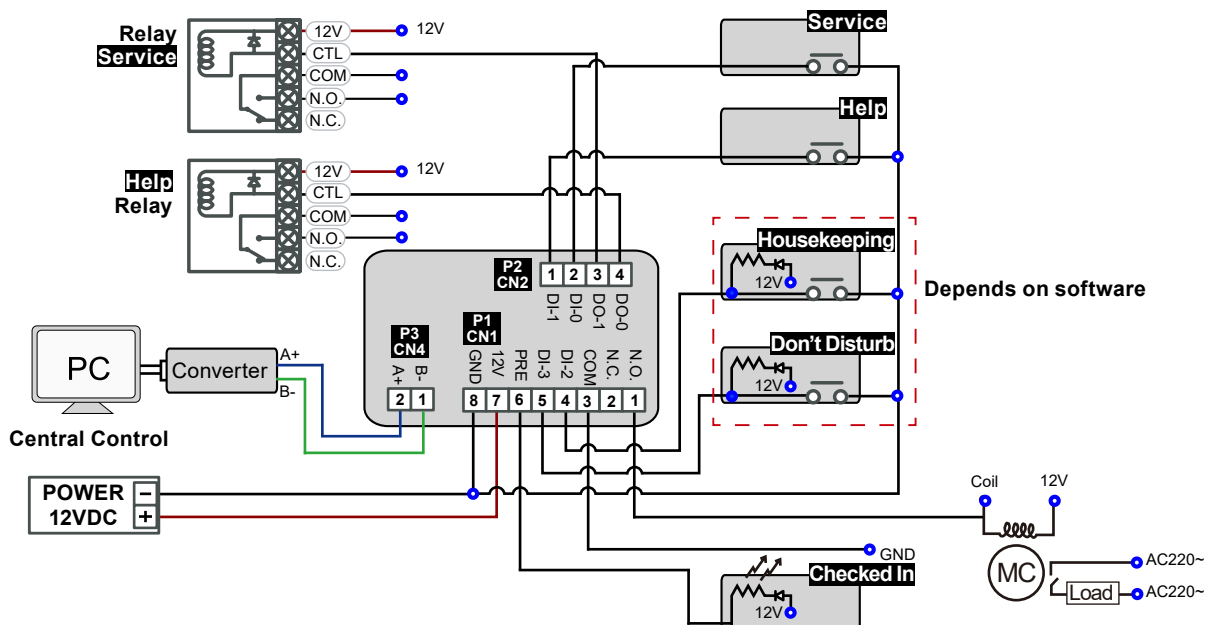 Relay
Service
12V
12V
CTL
COM
N.O.
N.C.
Service
Help
Help
Relay
12V
12V
CTL
COM
N.O.
N.C.
P2
CN2
1 2 3 4
DI-1
DI-0
DO-1
DO-0
Housekeeping
12V
Depends on software
Don't Disturb
12V
P3
CN4
A+
B-
2 1
P1
CN1
GND
12V
PRE
DI-3
DI-2
COM
N.C.
N.O.
8 7 6 5 4 3 2 1
PC
Converter
A+
B-
Central Control
POWER −
12VDC +
Coil
12V
GND
Checked In
12V
MC
AC220~
Load
AC220~